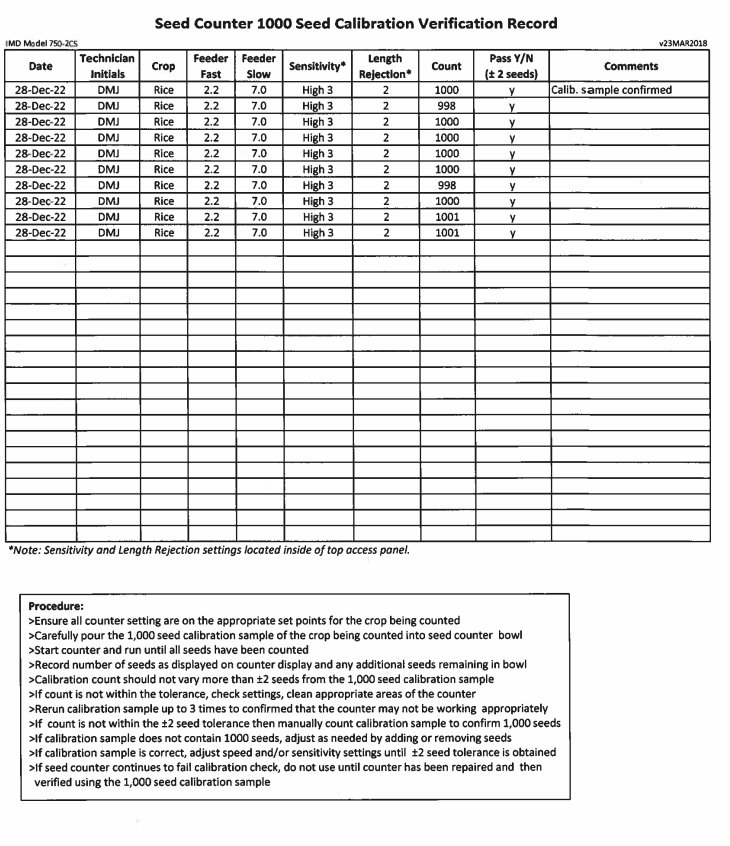 Seed Counter 1000 Seed Calibration Verification Record
IMD Model 750-2CS v23MAR2018
Date Technician Initials Crop Feeder Fast Feeder Slow Sensitivity* Length Rejection* Count Pass Y/N (± 2 seeds) Comments
28-Dec-22 DMJ Rice 2.2 7.0 High 3 2 1000 y Calib. sample confirmed
28-Dec-22 DMJ Rice 2.2 7.0 High 3 2 998 y
28-Dec-22 DMJ Rice 2.2 7.0 High 3 2 1000 y
28-Dec-22 DMJ Rice 2.2 7.0 High 3 2 1000 y
28-Dec-22 DMJ Rice 2.2 7.0 High 3 2 1000 y
28-Dec-22 DMJ Rice 2.2 7.0 High 3 2 1000 y
28-Dec-22 DMJ Rice 2.2 7.0 High 3 2 998 y
28-Dec-22 DMJ Rice 2.2 7.0 High 3 2 1000 y
28-Dec-22 DMJ Rice 2.2 7.0 High 3 2 1001 y
28-Dec-22 DMJ Rice 2.2 7.0 High 3 2 1001 y
*Note: Sensitivity and Length Rejection settings located inside of top access panel.
Procedure:
>Ensure all counter setting are on the appropriate set points for the crop being counted
>Carefully pour the 1,000 seed calibration sample of the crop being counted into seed counter bowl
>Start counter and run until all seeds have been counted
>Record number of seeds as displayed on counter display and any additional seeds remaining in bowl
>Calibration count should not vary more than ±2 seeds from the 1,000 seed calibration sample
>If count is not within the tolerance, check settings, clean appropriate areas of the counter
>Rerun calibration sample up to 3 times to confirmed that the counter may not be working appropriately
>If count is not within the ±2 seed tolerance then manually count calibration sample to confirm 1,000 seeds
>If calibration sample does not contain 1000 seeds, adjust as needed by adding or removing seeds
>If calibration sample is correct, adjust speed and/or sensitivity settings until ±2 seed tolerance is obtained
>If seed counter continues to fail calibration check, do not use until counter has been repaired and then
verified using the 1,000 seed calibration sample